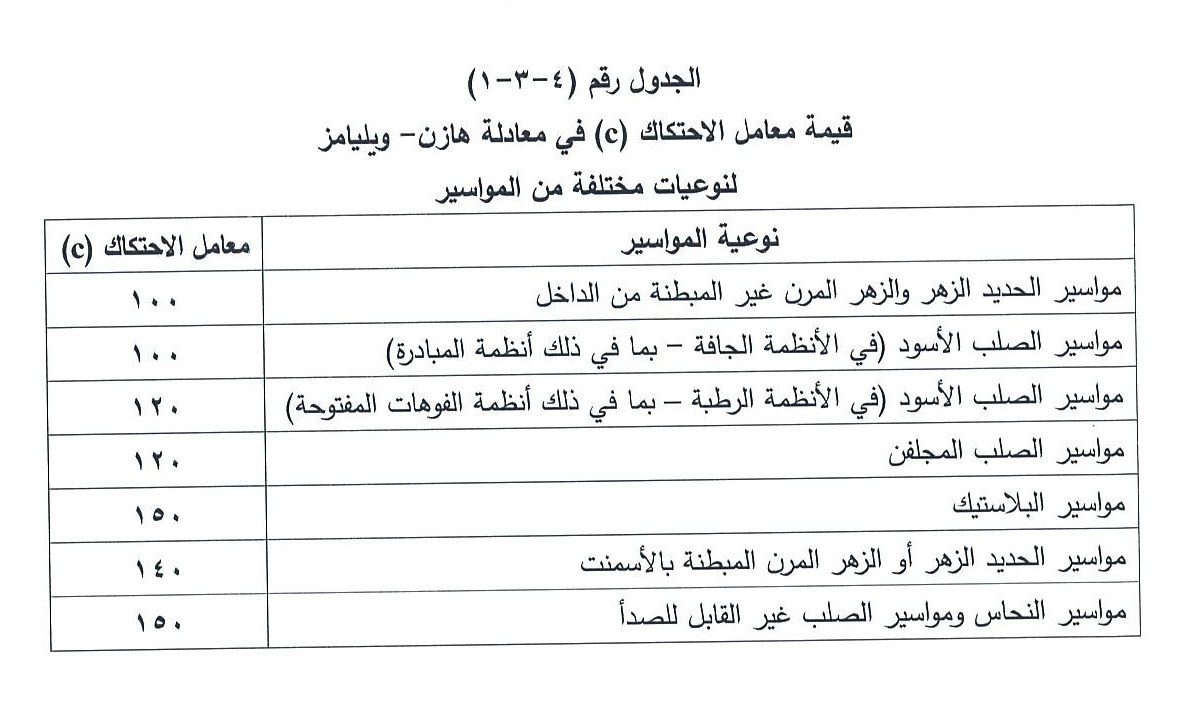 الجدول رقم (٤-٣-١)
قيمة معامل الاحتكاك (c) في معادلة هازن- ويليامز
لنوعيات مختلفة من المواسير
نوعية المواسير معامل الاحتكاك (c)
مواسير الحديد الزهر والزهر المرن غير المبطنة من الداخل ١٠٠
مواسير الصلب الأسود (في الأنظمة الجافة – بما في ذلك أنظمة المبادرة) ١٠٠
مواسير الصلب الأسود (في الأنظمة الرطبة – بما في ذلك أنظمة الفوهات المفتوحة) ١٢٠
مواسير الصلب المجلفن ١٢٠
مواسير البلاستيك ١٥٠
مواسير الحديد الزهر أو الزهر المرن المبطنة بالأسمنت ١٤٠
مواسير النحاس ومواسير الصلب غير القابل للصدأ ١٥٠